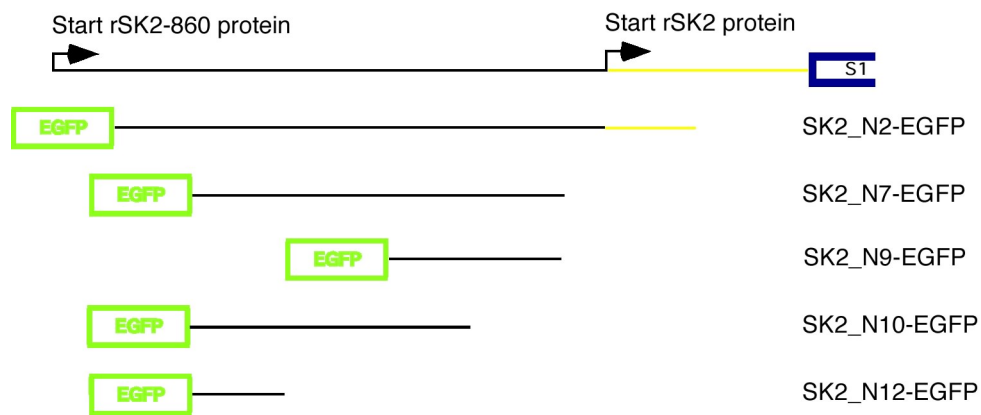 Start rSK2-860 protein
Start rSK2 protein
S1
EGFP SK2_N2-EGFP
EGFP SK2_N7-EGFP
EGFP SK2_N9-EGFP
EGFP SK2_N10-EGFP
EGFP SK2_N12-EGFP